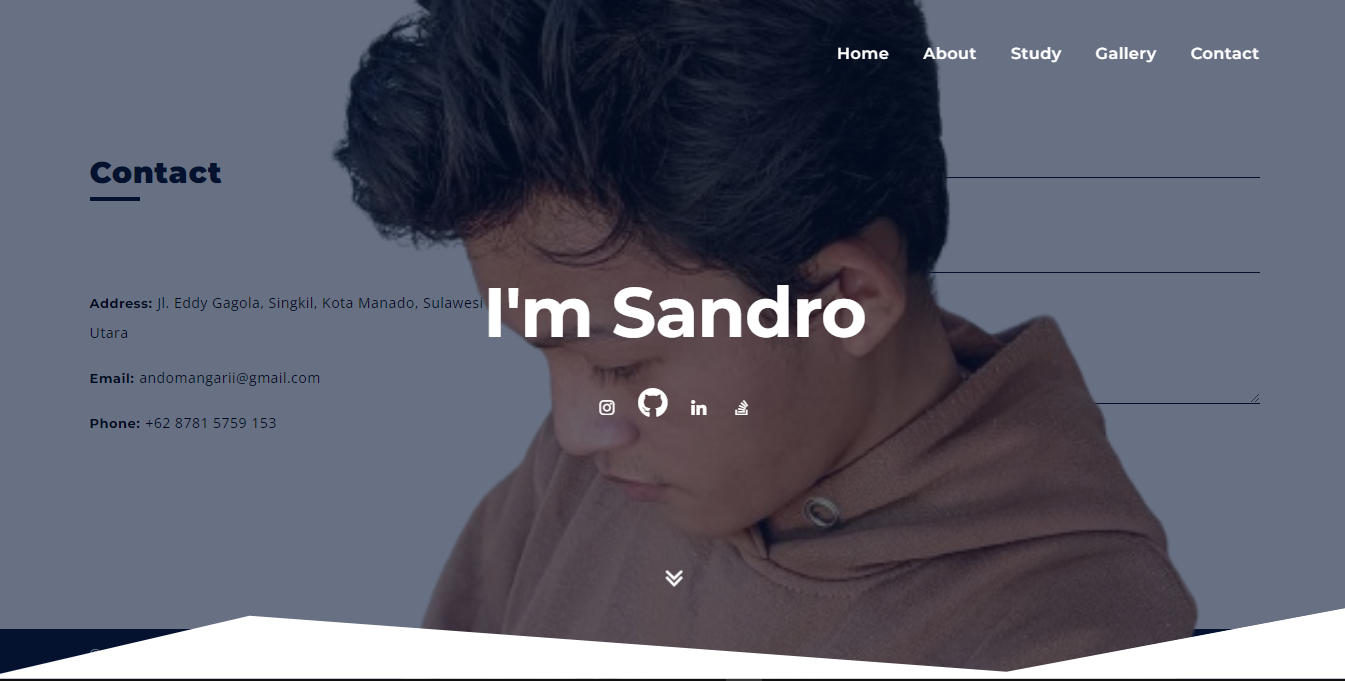 Home About Study Gallery Contact
Contact
Address: Jl. Eddy Gagola, Singkil, Kota Manado, Sulawesi
Utara
I'm Sandro
Email: andomangarii@gmail.com
Phone: +62 8781 5759 153